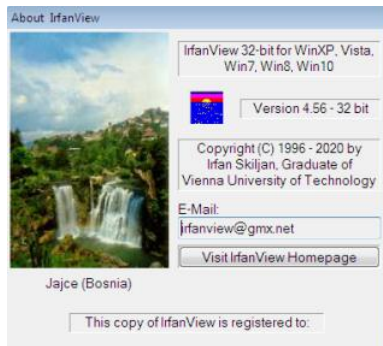 About IrfanView
IrfanView 32-bit for WinXP, Vista,
Win7, Win8, Win10
Version 4.56 - 32 bit
Copyright (C) 1996 - 2020 by
Irfan Skiljan, Graduate of
Vienna University of Technology
E-Mail:
irfanview@gmx.net
Visit IrfanView Homepage
Jajce (Bosnia)
This copy of IrfanView is registered to: